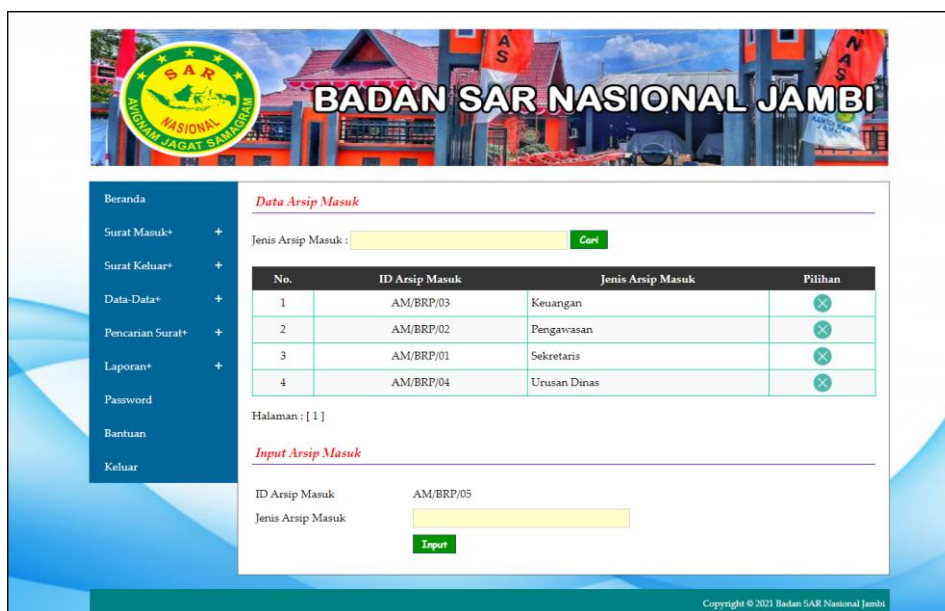 SAR
NASIONAL
AVIGNAM JAGAT SAMAGRAM
BADAN SAR NASIONAL JAMBI
Beranda
Surat Masuk+ +
Surat Keluar+ +
Data-Data+ +
Pencarian Surat+ +
Laporan+ +
Password
Bantuan
Keluar
Data Arsip Masuk
Jenis Arsip Masuk : Cari
No. ID Arsip Masuk Jenis Arsip Masuk Pilihan
1 AM/BRP/03 Keuangan
2 AM/BRP/02 Pengawasan
3 AM/BRP/01 Sekretaris
4 AM/BRP/04 Urusan Dinas
Halaman : [ 1 ]
Input Arsip Masuk
ID Arsip Masuk AM/BRP/05
Jenis Arsip Masuk
Input
Copyright © 2021 Badan SAR Nasional Jambi